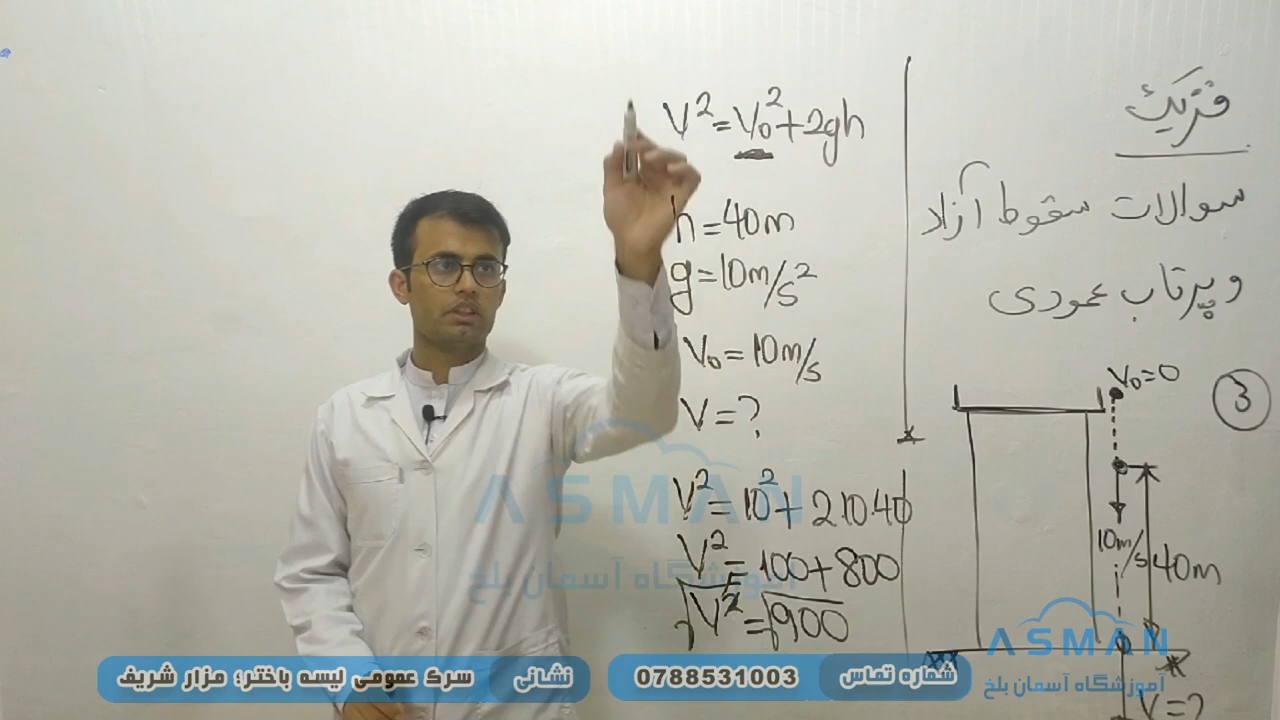 فزیک
سوالات سقوط آزاد
و پرتاب عمودی
3
V₀=0
10m/s
40m
V=?
V²=V₀²+2gh
h=40m
g=10m/s²
V₀=10m/s
V=?
V²=10²+2.10.40
V²=100+800
√V²=√900
ASMAN
آموزشگاه آسمان بلخ
ASMAN
آموزشگاه آسمان بلخ
شماره تماس 0788531003
نشانی سرک عمومی لیسه باختر؛ مزار شریف